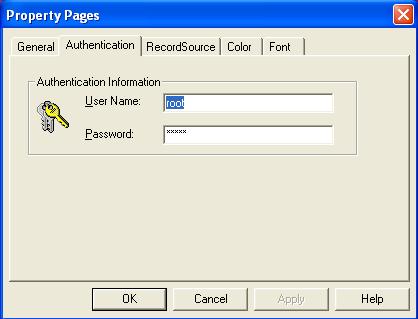 Property Pages
General Authentication RecordSource Color Font
Authentication Information
User Name: root
Password: *****
OK Cancel Apply Help